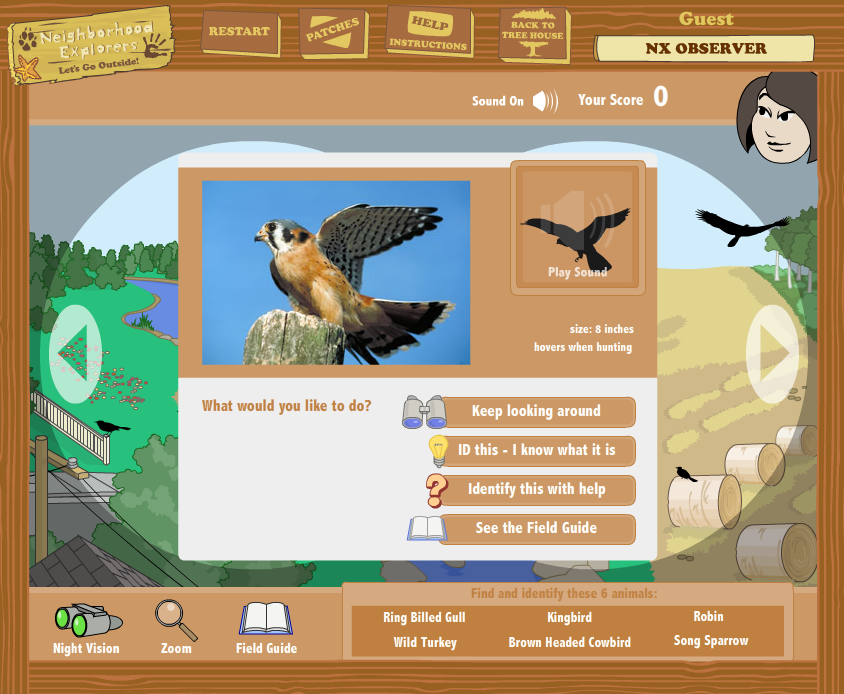 Neighborhood
Explorers
Let's Go Outside!
RESTART
PATCHES
HELP
INSTRUCTIONS
BACK TO
TREE HOUSE
Guest
NX OBSERVER
Sound On
Your Score 0
Play Sound
size: 8 inches
hovers when hunting
What would you like to do?
Keep looking around
ID this - I know what it is
Identify this with help
See the Field Guide
Night Vision
Zoom
Field Guide
Find and identify these 6 animals:
Ring Billed Gull Kingbird Robin
Wild Turkey Brown Headed Cowbird Song Sparrow